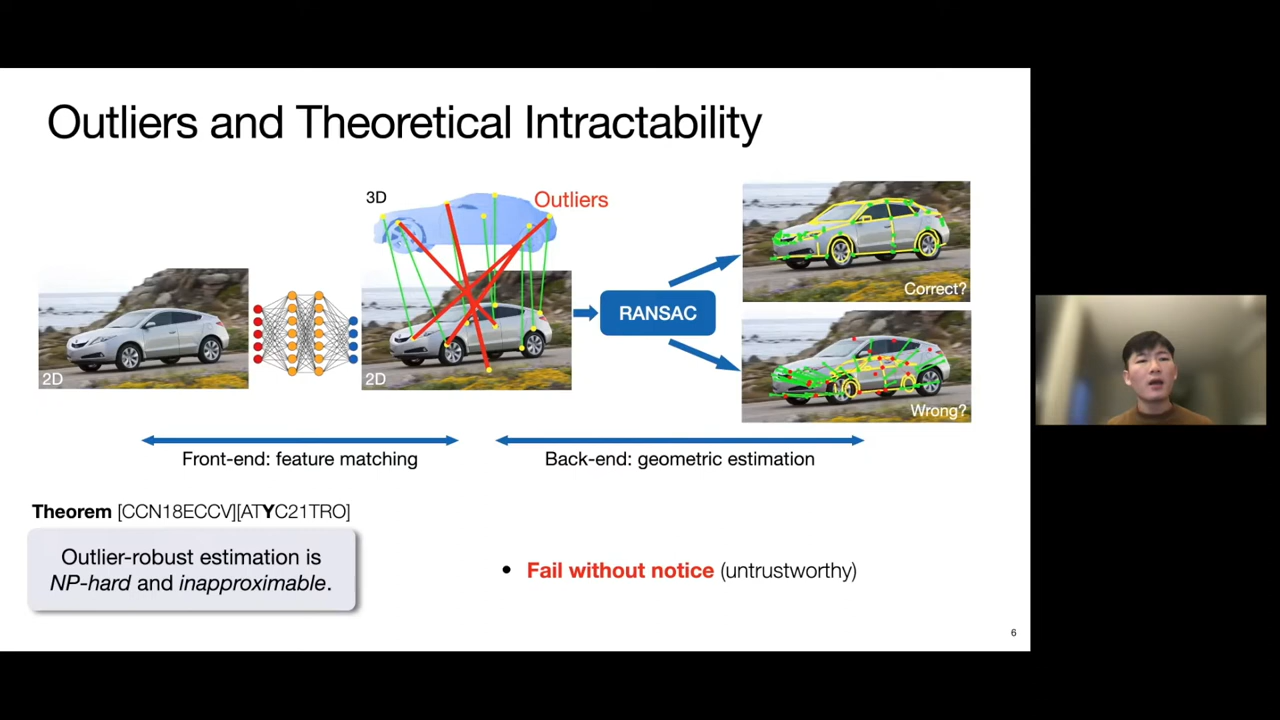 Outliers and Theoretical Intractability
3D
Outliers
2D
2D
RANSAC
Correct?
Wrong?
Front-end: feature matching
Back-end: geometric estimation
Theorem [CCN18ECCV][ATYC21TRO]
Outlier-robust estimation is
NP-hard and inapproximable.
• Fail without notice (untrustworthy)
6